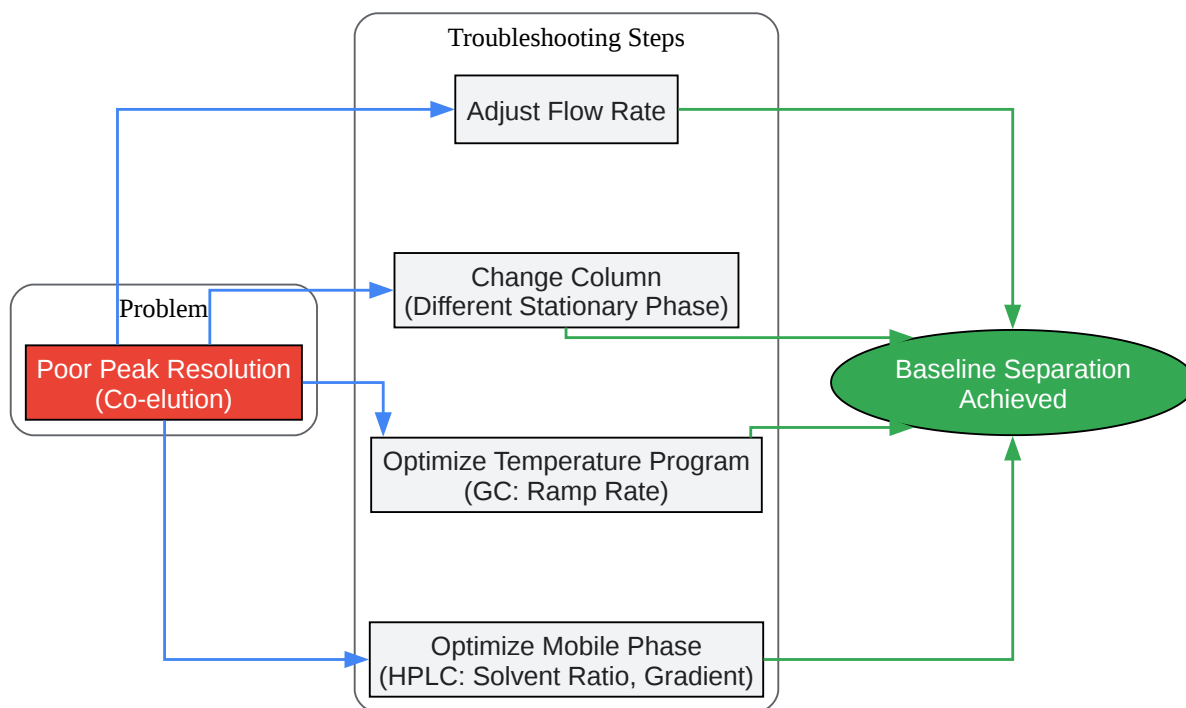 Troubleshooting Steps
Adjust Flow Rate
Change Column
(Different Stationary Phase)
Problem
Poor Peak Resolution
(Co-elution)
Baseline Separation
Achieved
Optimize Temperature Program
(GC: Ramp Rate)
Optimize Mobile Phase
(HPLC: Solvent Ratio, Gradient)